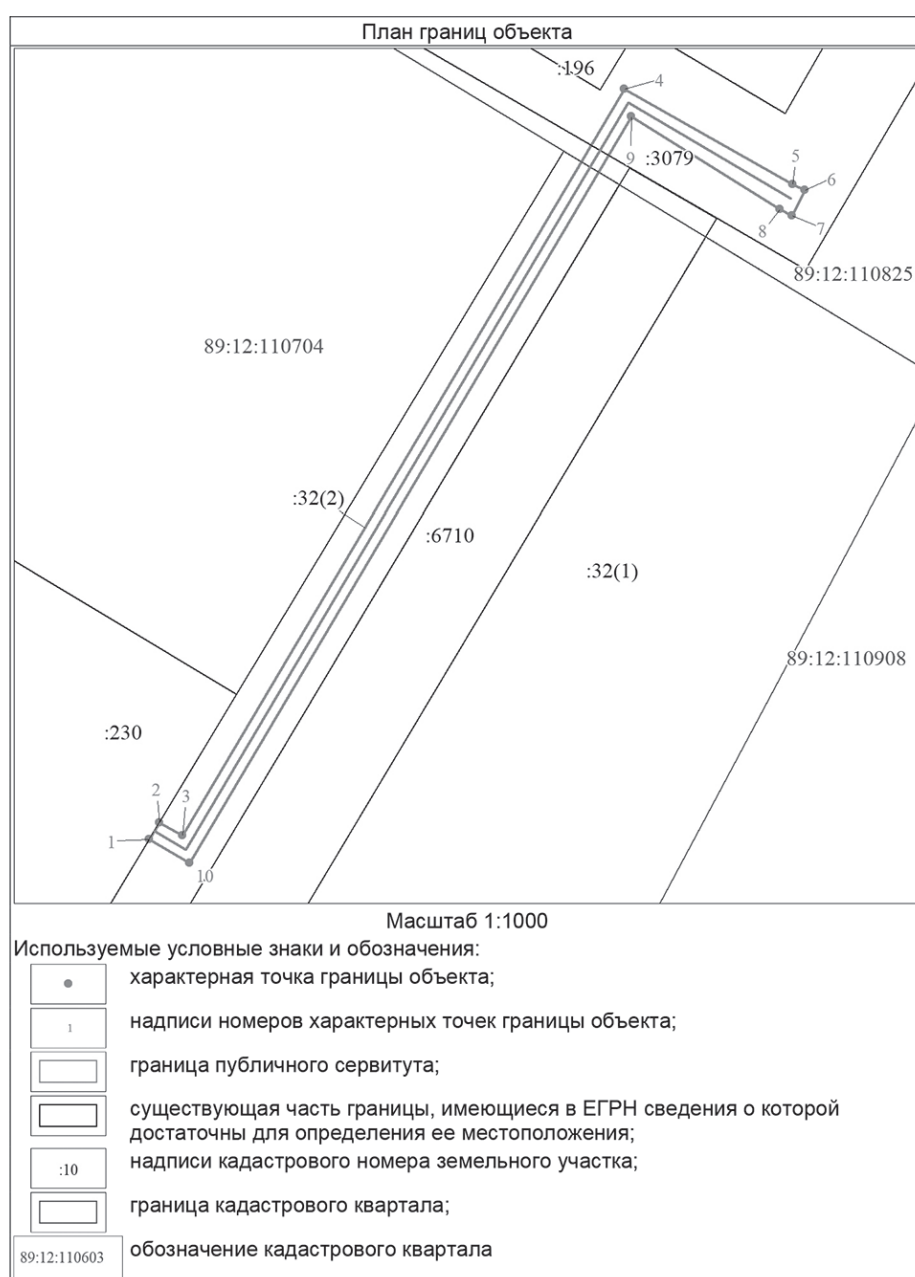 План границ объекта
:196
4
5
6
9
:3079
8
7
89:12:110825
89:12:110704
:32(2)
:6710
:32(1)
89:12:110908
:230
2
3
1
10
Масштаб 1:1000
Используемые условные знаки и обозначения:
характерная точка границы объекта;
1 надписи номеров характерных точек границы объекта;
граница публичного сервитута;
существующая часть границы, имеющиеся в ЕГРН сведения о которой
достаточны для определения ее местоположения;
:10 надписи кадастрового номера земельного участка;
граница кадастрового квартала;
89:12:110603 обозначение кадастрового квартала